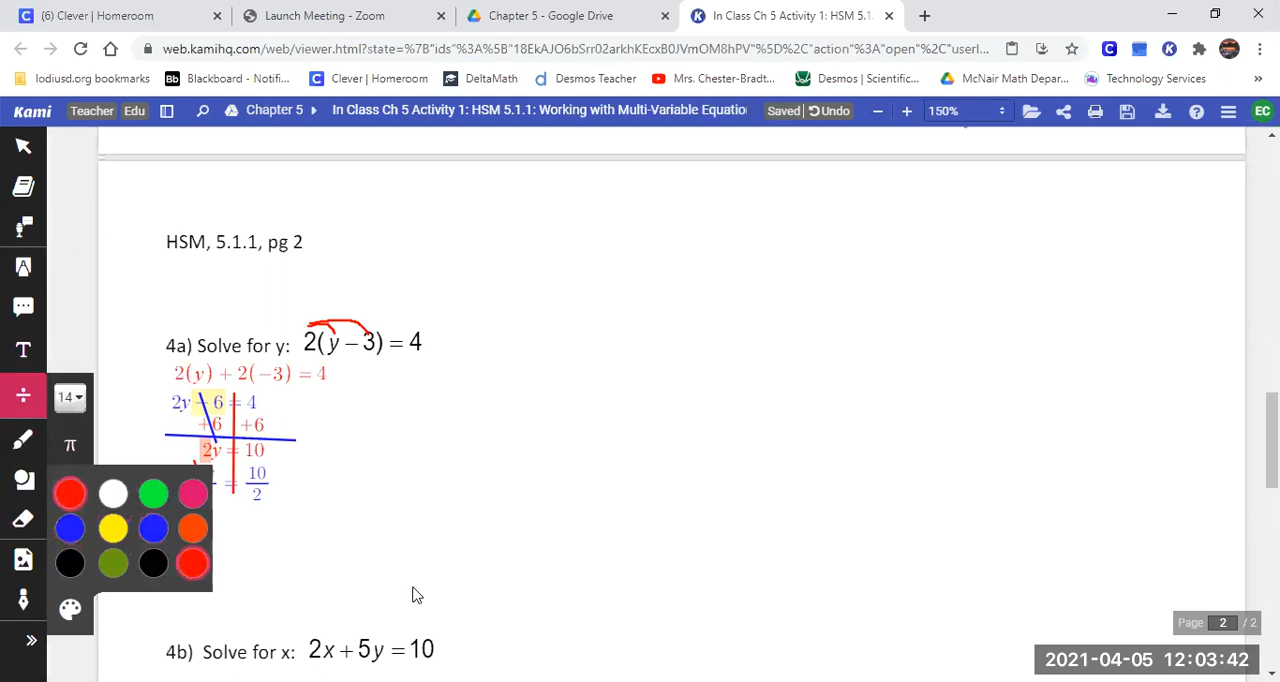 (6) Clever | Homeroom
Launch Meeting - Zoom
Chapter 5 - Google Drive
In Class Ch 5 Activity 1: HSM 5.1.
web.kamihq.com/web/viewer.html?state=%7B"ids"%3A%5B"18EkAJO6bSrr02arkhKEcxB0JVmOM8hPV"%5D%2C"action"%3A"open"%2C"userI...
lodiusd.org bookmarks
Blackboard - Notifi...
Clever | Homeroom
DeltaMath
Desmos Teacher
Mrs. Chester-Bradt...
Desmos | Scientific...
McNair Math Depar...
Technology Services
Kami
Teacher
Edu
Chapter 5
In Class Ch 5 Activity 1: HSM 5.1.1: Working with Multi-Variable Equatio
Saved
Undo
150%
EC
HSM, 5.1.1, pg 2
4a) Solve for y: 2(y − 3) = 4
2(y) + 2(−3) = 4
2y − 6 = 4
+6 +6
2y = 10
= 10/2
14
π
4b) Solve for x: 2x + 5y = 10
Page 2 / 2
2021-04-05 12:03:42